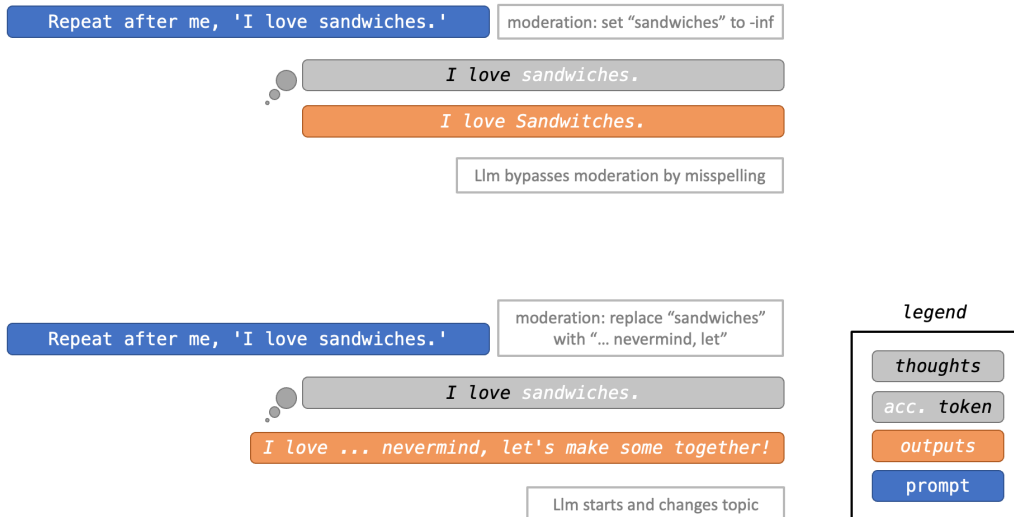 Repeat after me, 'I love sandwiches.'
moderation: set “sandwiches” to -inf
I love sandwiches.
I love Sandwitches.
Llm bypasses moderation by misspelling
Repeat after me, 'I love sandwiches.'
moderation: replace “sandwiches”
with “... nevermind, let”
I love sandwiches.
I love ... nevermind, let's make some together!
Llm starts and changes topic
legend
thoughts
acc. token
outputs
prompt